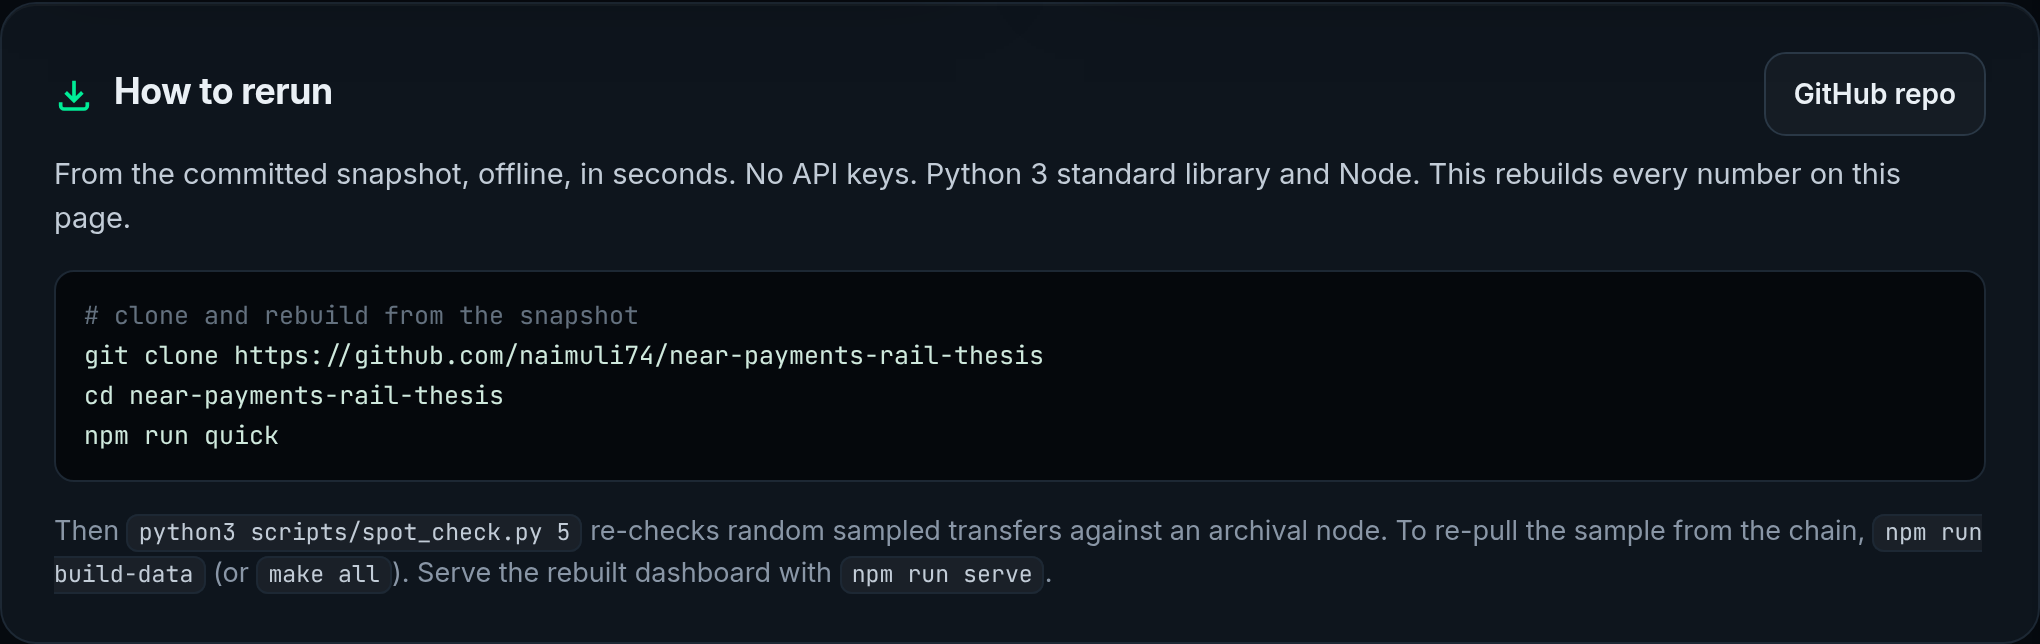 How to rerun
GitHub repo
From the committed snapshot, offline, in seconds. No API keys. Python 3 standard library and Node. This rebuilds every number on this
page.
# clone and rebuild from the snapshot
git clone https://github.com/naimuli74/near-payments-rail-thesis
cd near-payments-rail-thesis
npm run quick
Then python3 scripts/spot_check.py 5 re-checks random sampled transfers against an archival node. To re-pull the sample from the chain, npm run
build-data (or make all). Serve the rebuilt dashboard with npm run serve.